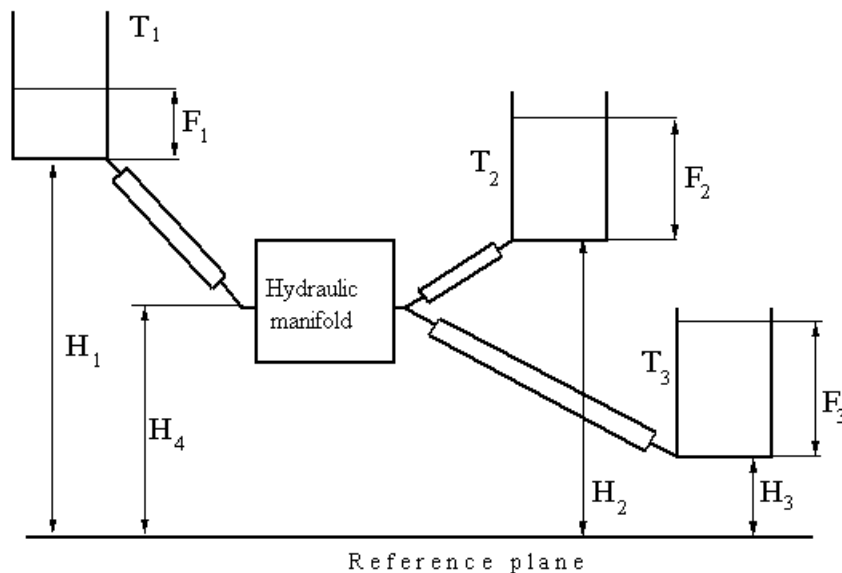 T1
F1
T2
F2
Hydraulic
manifold
H1
T3
F3
H4
H2
H3
Reference plane